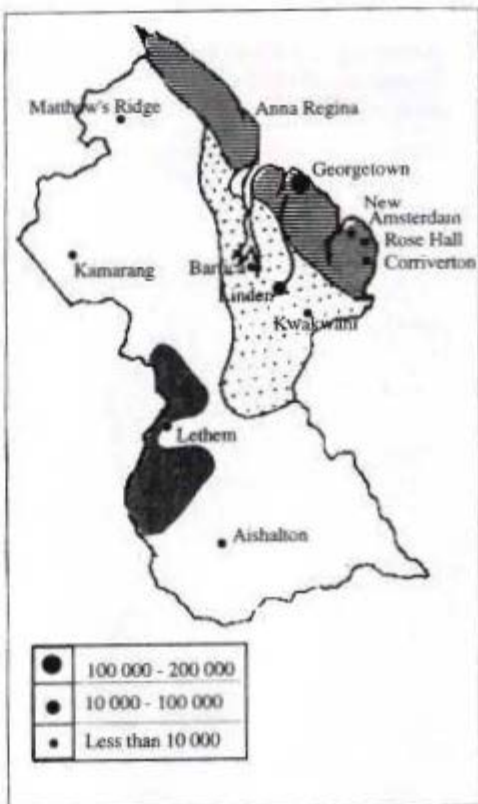 Matthew's Ridge
Anna Regina
Georgetown
New
Amsterdam
Rose Hall
Corriverton
Kamarang
Bartica
Linden
Kwakwani
Lethem
Aishalton
100 000 - 200 000
10 000 - 100 000
Less than 10 000